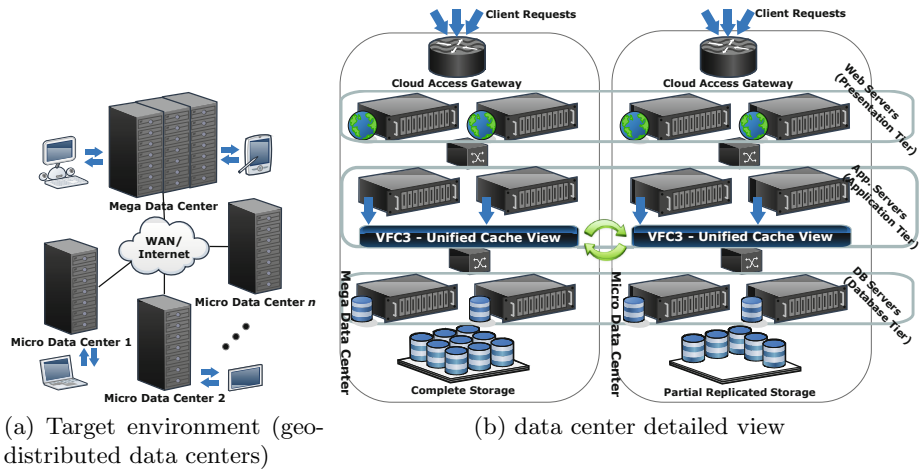 Mega Data Center
WAN/
Internet
Micro Data Center n
Micro Data Center 1
Micro Data Center 2
(a) Target environment (geo-
distributed data centers)
Client Requests
Cloud Access Gateway
VFC3 – Unified Cache View
Mega Data Center
Complete Storage
Client Requests
Cloud Access Gateway
VFC3 – Unified Cache View
Micro Data Center
Partial Replicated Storage
Web Servers
(Presentation Tier)
App. Servers
(Application Tier)
DB Servers
(Database Tier)
(b) data center detailed view